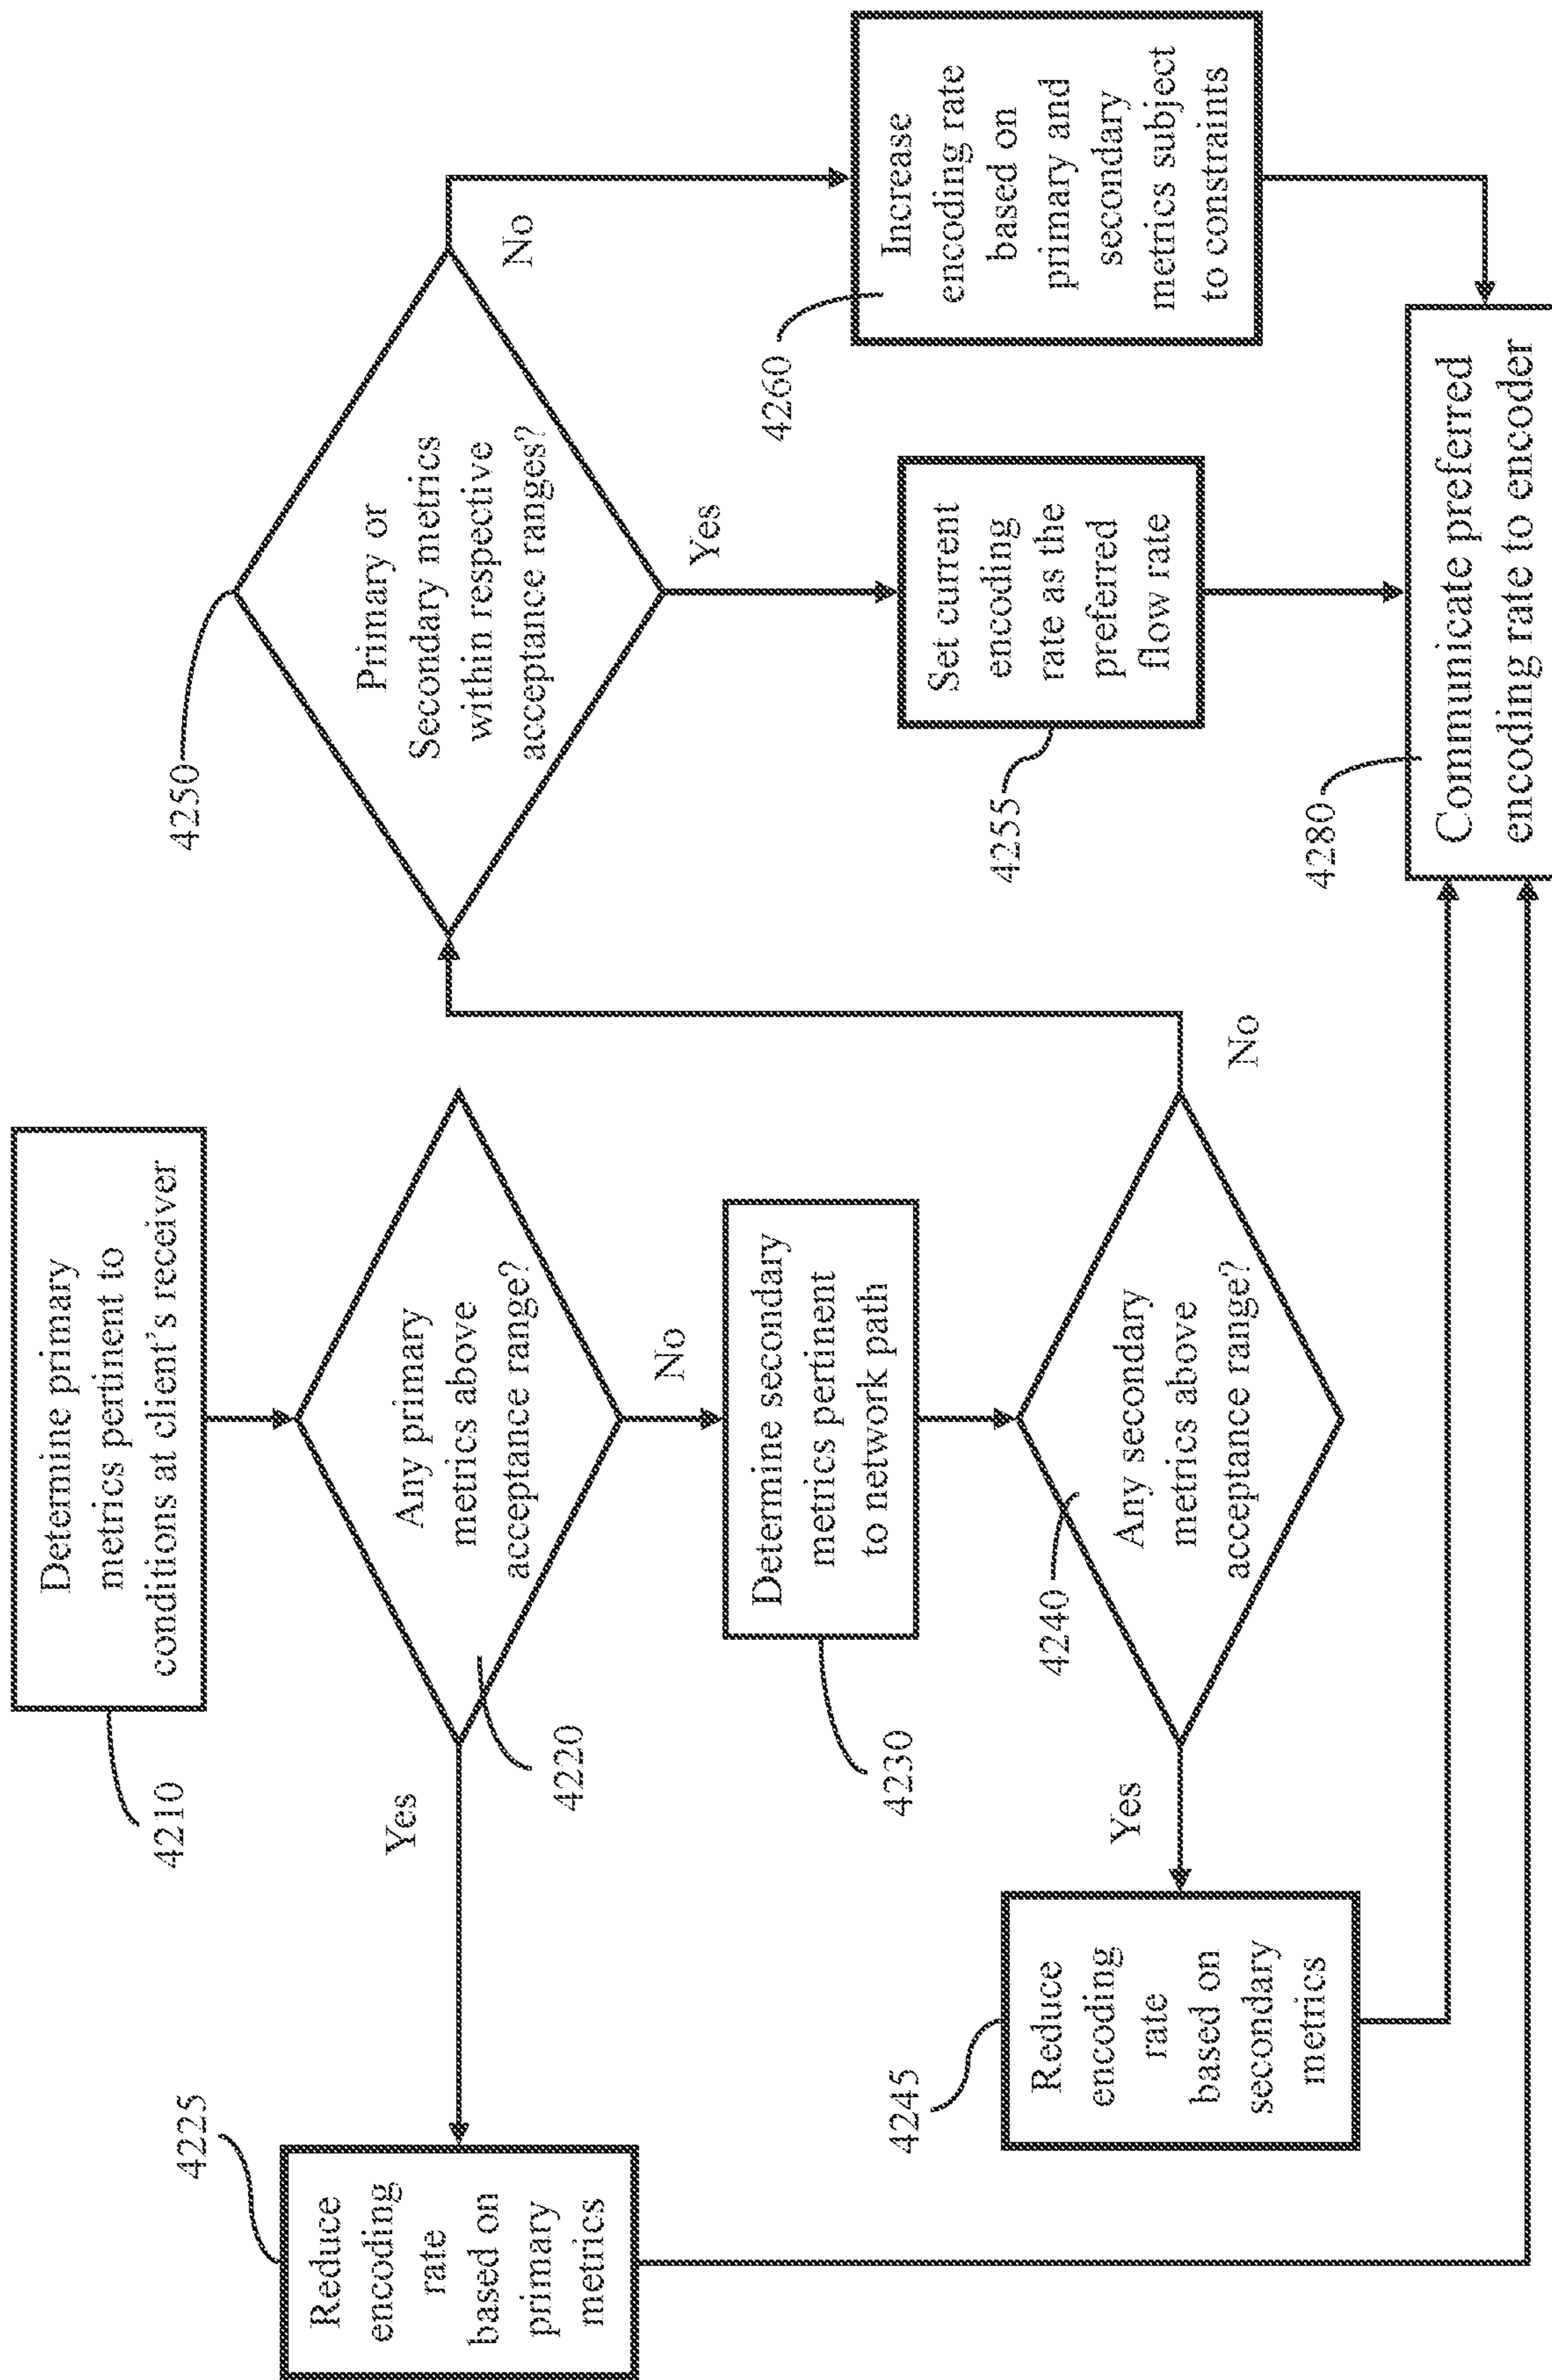 Determine primary
metrics pertinent to
conditions at client's receiver
4210
Any primary
metrics above
acceptance range?
4220
Yes
No
Reduce
encoding
rate
based on
primary
metrics
4225
Determine secondary
metrics pertinent
to network path
4230
Any secondary
metrics above
acceptance range?
4240
Yes
No
Reduce
encoding
rate
based on
secondary
metrics
4245
Primary or
Secondary metrics
within respective
acceptance ranges?
4250
Yes
No
Set current
encoding
rate as the
preferred
flow rate
4255
Increase
encoding rate
based on
primary and
secondary
metrics subject
to constraints
4260
Communicate preferred
encoding rate to encoder
4280